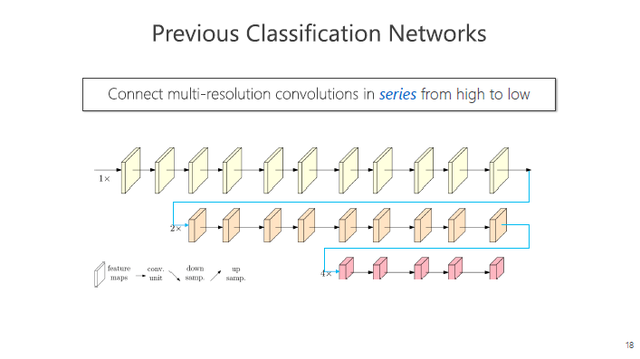 Previous Classification Networks
Connect multi-resolution convolutions in series from high to low
1×
2×
4×
feature maps
conv. unit
down samp.
up samp.
18